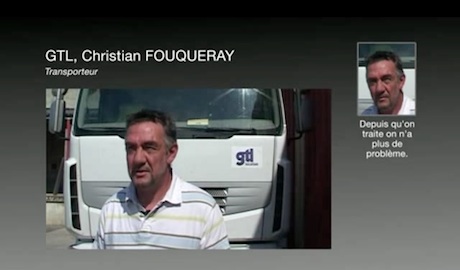 GTL, Christian FOUQUERAY
Transporteur
gtl
Depuis qu'on
traite on n'a
plus de
problème.